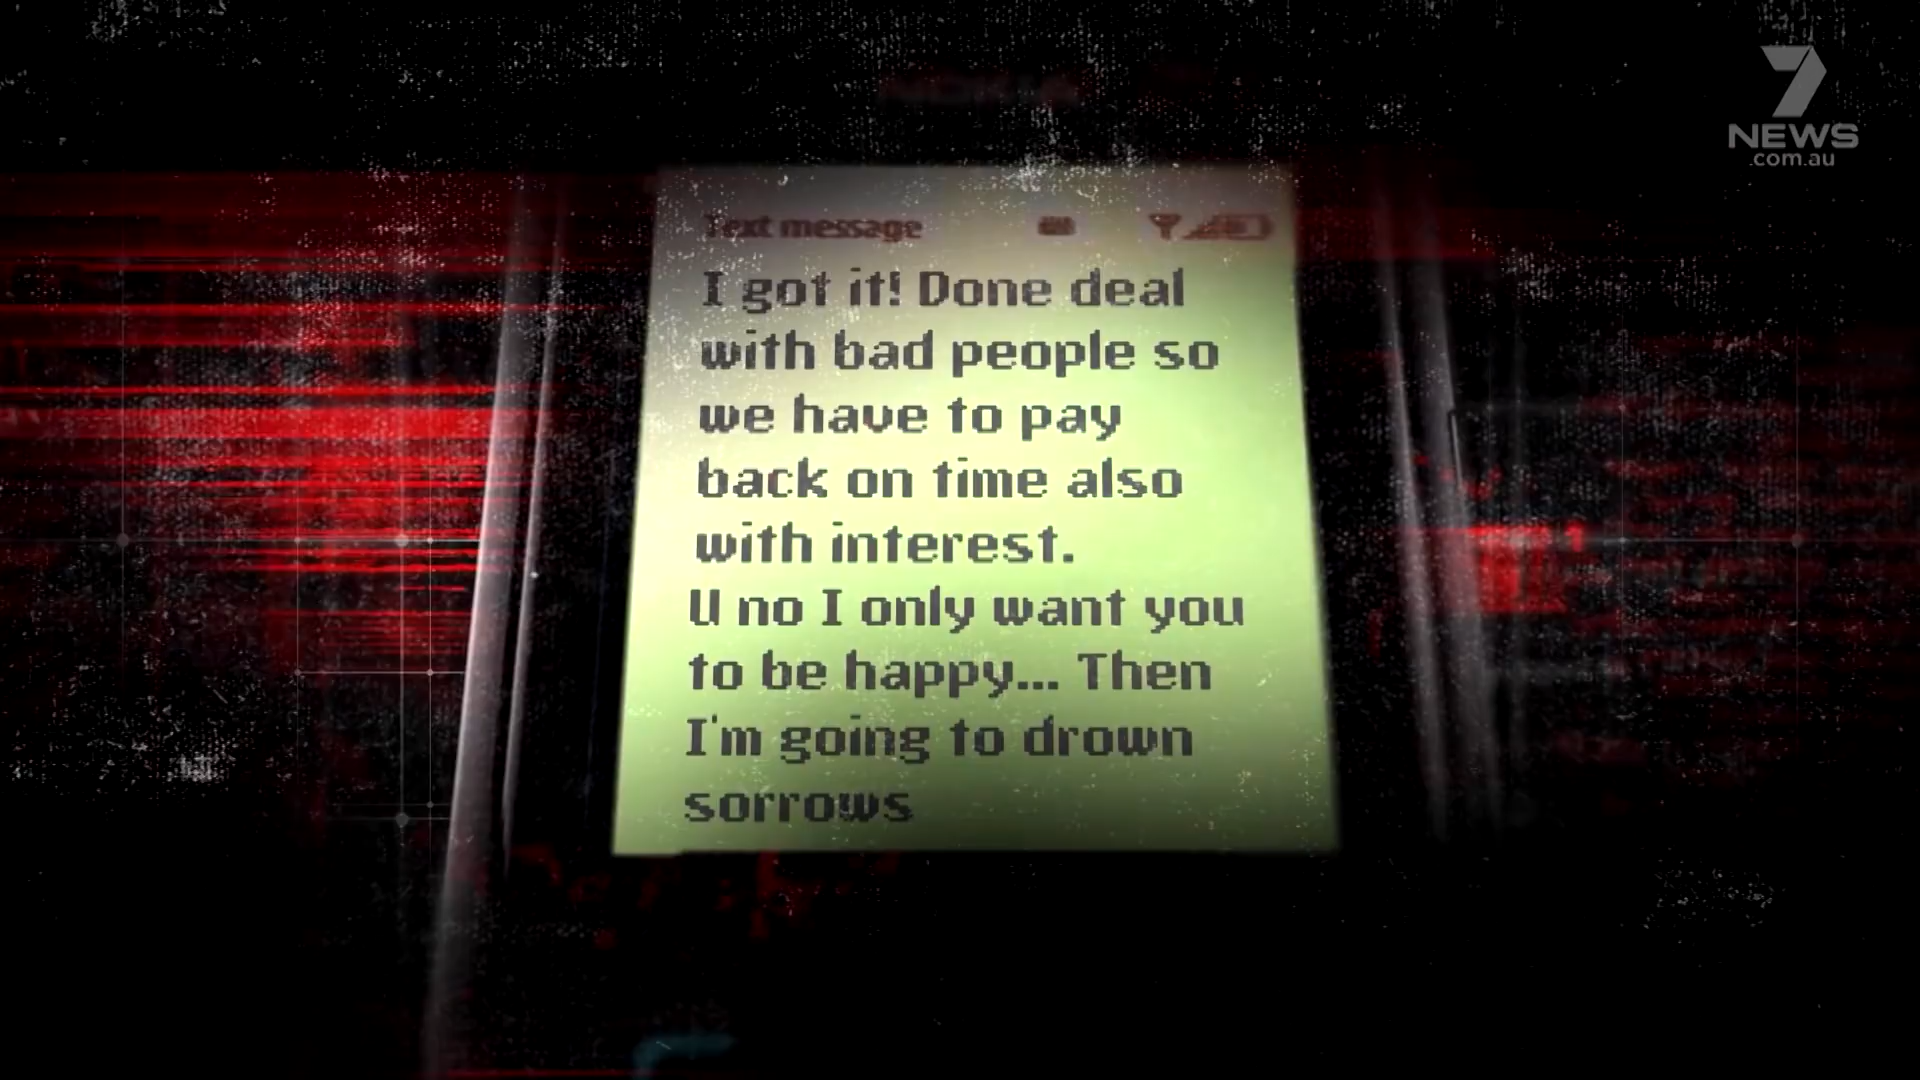 7
NEWS
.com.au
Text message
I got it! Done deal
with bad people so
we have to pay
back on time also
with interest.
U no I only want you
to be happy... Then
I'm going to drown
sorrows